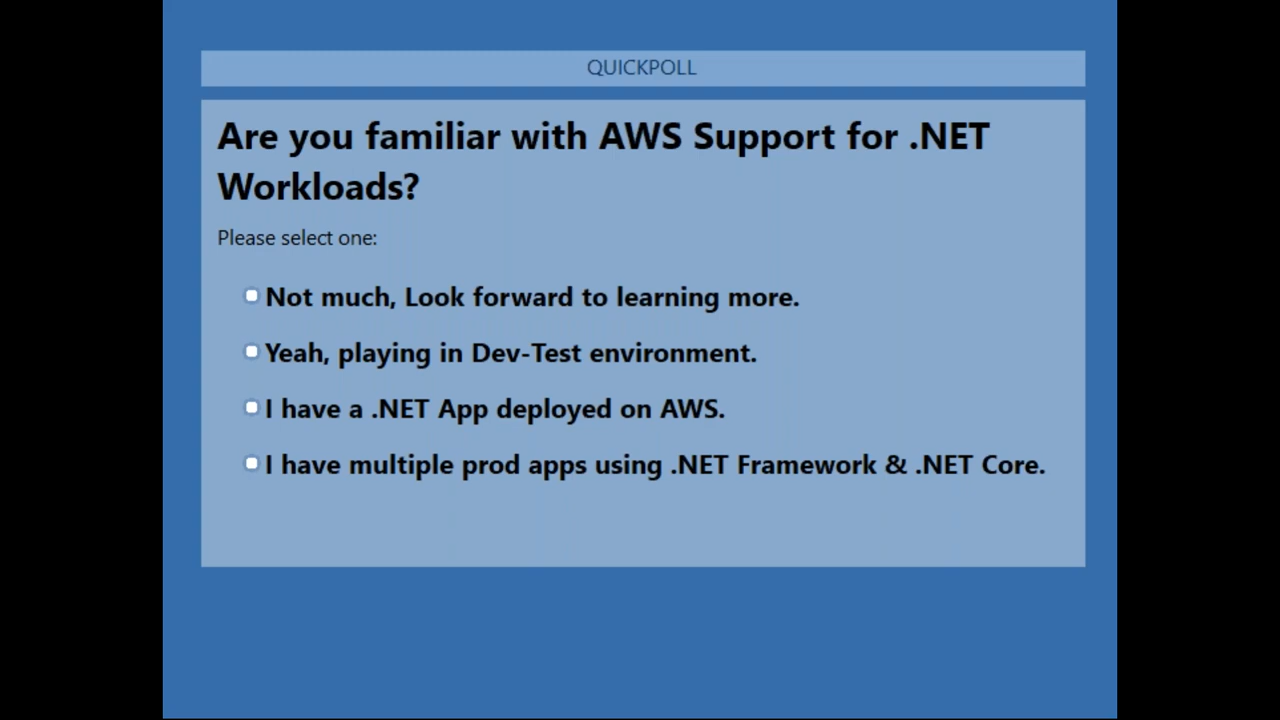 QUICKPOLL
Are you familiar with AWS Support for .NET
Workloads?
Please select one:
Not much, Look forward to learning more.
Yeah, playing in Dev-Test environment.
I have a .NET App deployed on AWS.
I have multiple prod apps using .NET Framework & .NET Core.